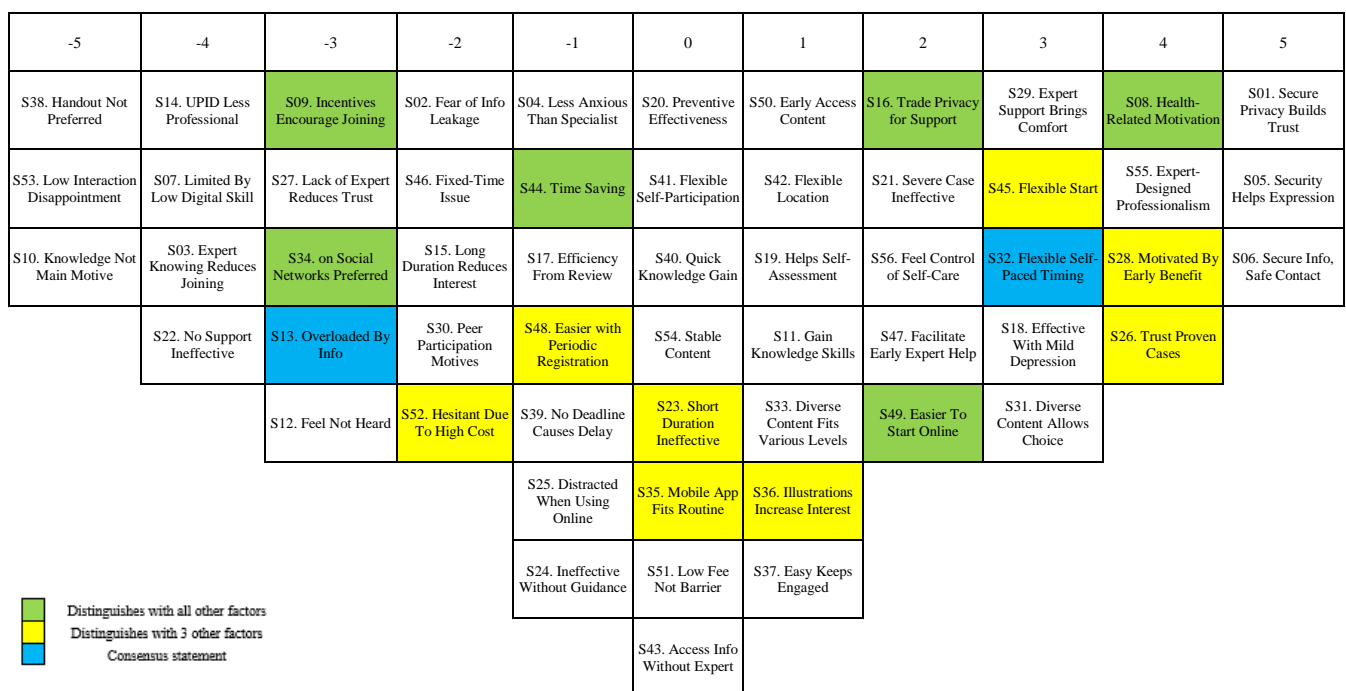 -5
-4
-3
-2
-1
0
1
2
3
4
5
S38. Handout Not
Preferred
S14. UPID Less
Professional
S09. Incentives
Encourage Joining
S02. Fear of Info
Leakage
S04. Less Anxious
Than Specialist
S20. Preventive
Effectiveness
S50. Early Access
Content
S16. Trade Privacy
for Support
S29. Expert
Support Brings
Comfort
S08. Health-
Related Motivation
S01. Secure
Privacy Builds
Trust
S53. Low Interaction
Disappointment
S07. Limited By
Low Digital Skill
S27. Lack of Expert
Reduces Trust
S46. Fixed-Time
Issue
S44. Time Saving
S41. Flexible
Self-Participation
S42. Flexible
Location
S21. Severe Case
Ineffective
S45. Flexible Start
S55. Expert-
Designed
Professionalism
S05. Security
Helps Expression
S10. Knowledge Not
Main Motive
S03. Expert
Knowing Reduces
Joining
S34. on Social
Networks Preferred
S15. Long
Duration Reduces
Interest
S17. Efficiency
From Review
S40. Quick
Knowledge Gain
S19. Helps Self-
Assessment
S56. Feel Control
of Self-Care
S32. Flexible Self-
Paced Timing
S28. Motivated By
Early Benefit
S06. Secure Info,
Safe Contact
S22. No Support
Ineffective
S13. Overloaded By
Info
S30. Peer
Participation
Motives
S48. Easier with
Periodic
Registration
S54. Stable
Content
S11. Gain
Knowledge Skills
S47. Facilitate
Early Expert Help
S18. Effective
With Mild
Depression
S26. Trust Proven
Cases
S12. Feel Not Heard
S52. Hesitant Due
To High Cost
S39. No Deadline
Causes Delay
S23. Short
Duration
Ineffective
S33. Diverse
Content Fits
Various Levels
S49. Easier To
Start Online
S31. Diverse
Content Allows
Choice
S25. Distracted
When Using
Online
S35. Mobile App
Fits Routine
S36. Illustrations
Increase Interest
S24. Ineffective
Without Guidance
S51. Low Fee
Not Barrier
S37. Easy Keeps
Engaged
S43. Access Info
Without Expert
Distinguishes with all other factors
Distinguishes with 3 other factors
Consensus statement